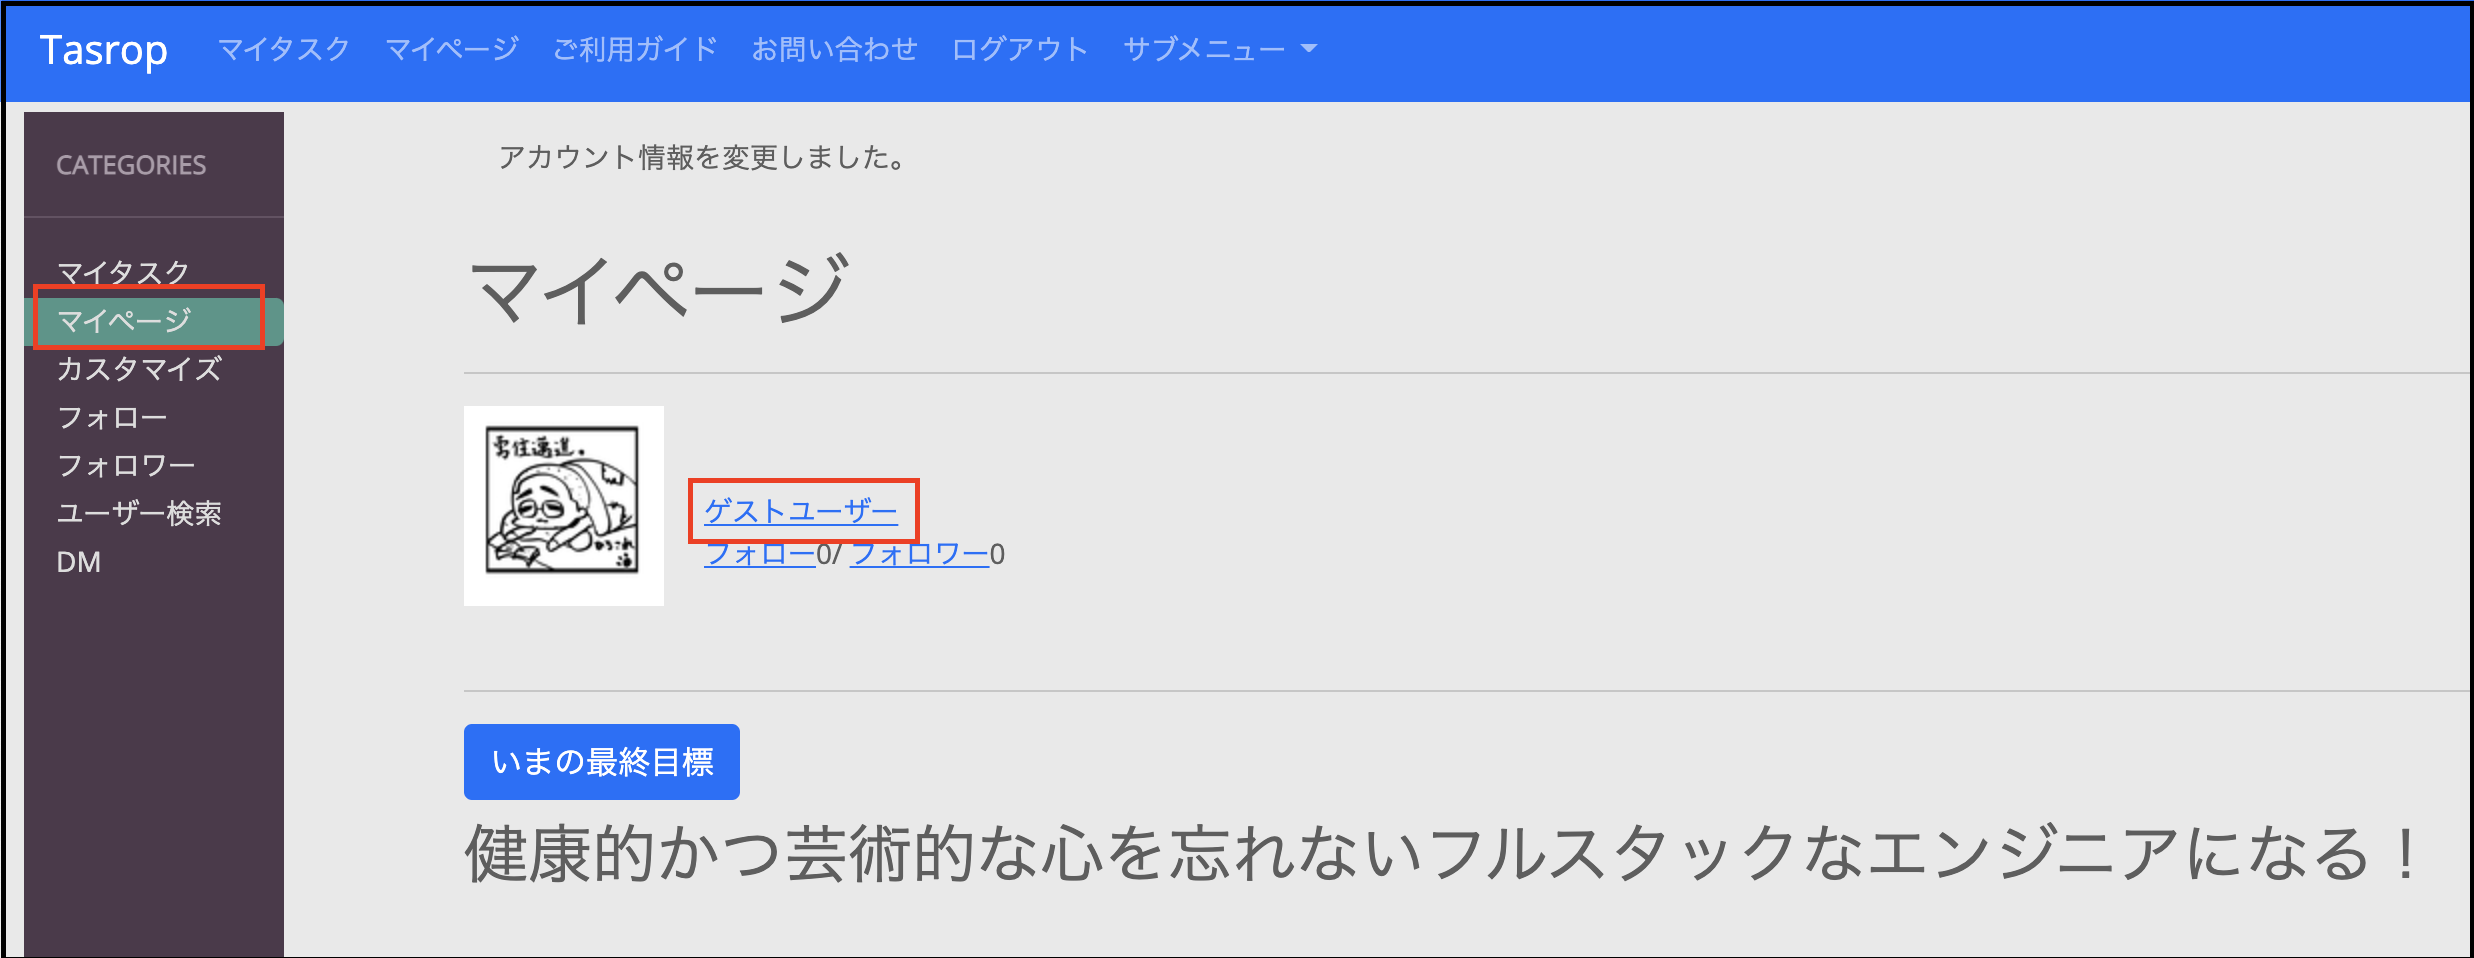 Tasrop マイタスク マイページ ご利用ガイド お問い合わせ ログアウト サブメニュー
CATEGORIES
マイタスク
マイページ
カスタマイズ
フォロー
フォロワー
ユーザー検索
DM
アカウント情報を変更しました。
マイページ
ゲストユーザー
フォロー0/ フォロワー0
いまの最終目標
健康的かつ芸術的な心を忘れないフルスタックなエンジニアになる！